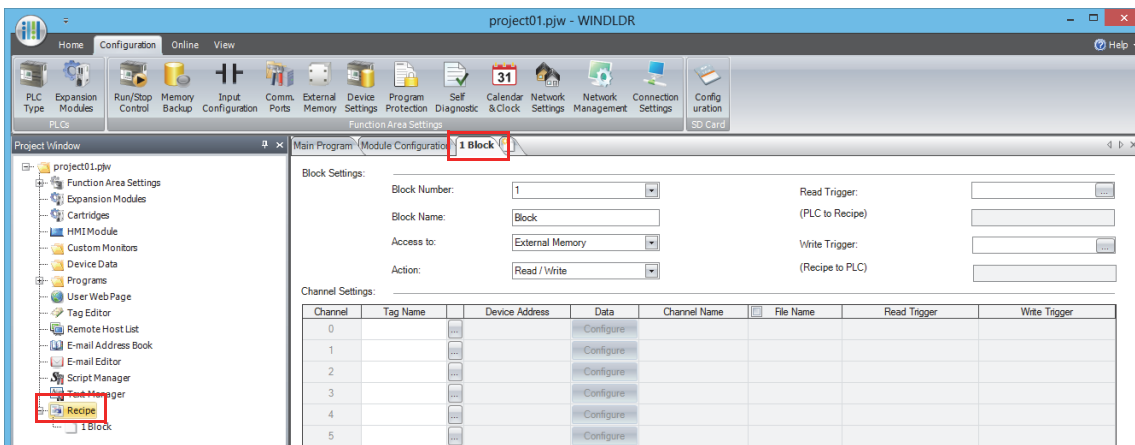 project01.pjw - WINDLDR
Home Configuration Online View Help
PLC Type
Expansion Modules
Run/Stop Control
Memory Backup
Input Configuration
Comm. Ports
External Memory
Device Settings
Program Protection
Self Diagnostic
31
Calendar & Clock
Network Settings
Network Management
Connection Settings
Config uration
PLCs
Function Area Settings
SD Card
Project Window
project01.pjw
Function Area Settings
Expansion Modules
Cartridges
HMI Module
Custom Monitors
Device Data
Programs
User Web Page
Tag Editor
Remote Host List
E-mail Address Book
E-mail Editor
Script Manager
Text Manager
Recipe
1 Block
Main Program Module Configuration 1 Block
Block Settings:
Block Number: 1
Block Name: Block
Access to: External Memory
Action: Read / Write
Read Trigger: ...
(PLC to Recipe)
Write Trigger: ...
(Recipe to PLC)
Channel Settings:
Channel Tag Name Device Address Data Channel Name File Name Read Trigger Write Trigger
0 ... Configure
1 ... Configure
2 ... Configure
3 ... Configure
4 ... Configure
5 ... Configure